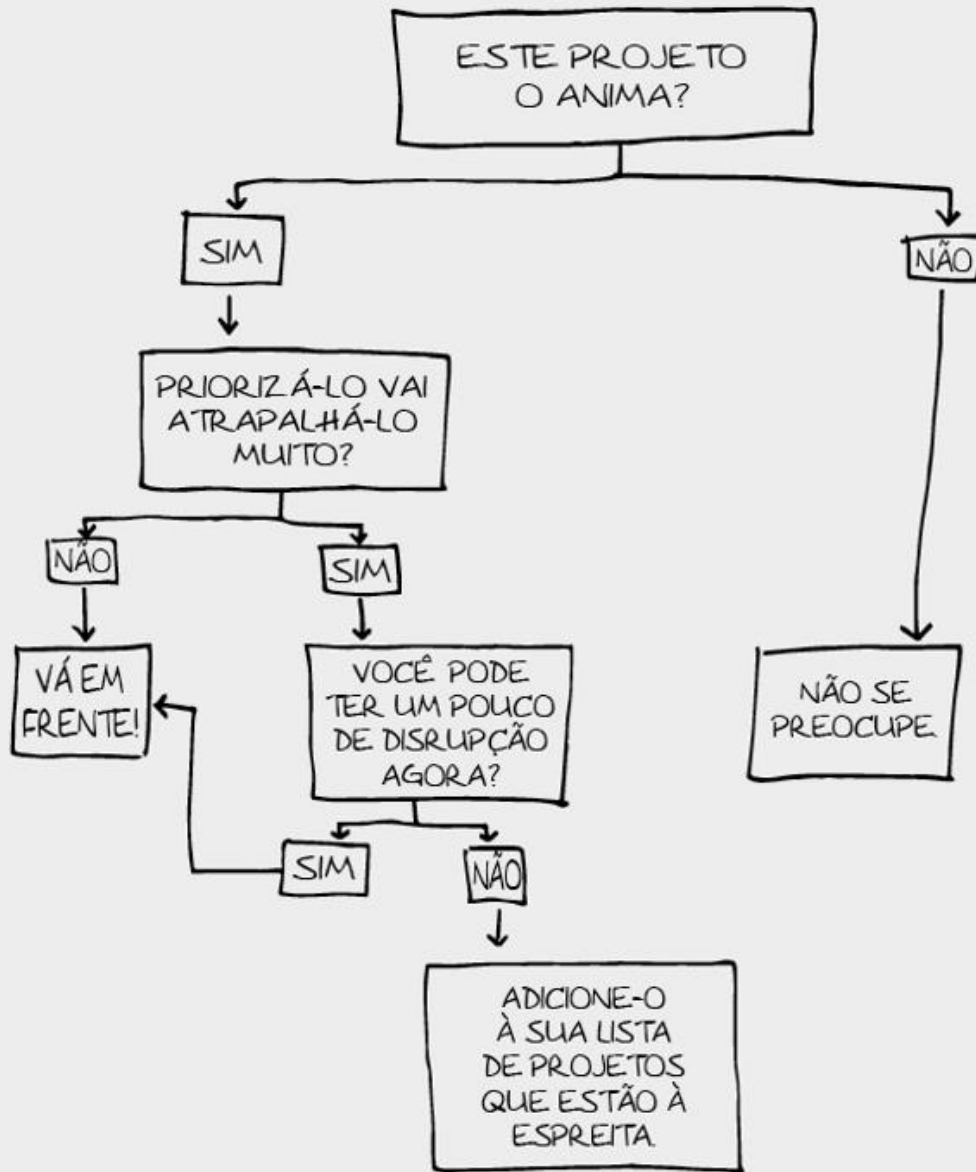 ESTE PROJETO
O ANIMA?
SIM
NÃO
PRIORIZÁ-LO VAI
ATRAPALHÁ-LO
MUITO?
NÃO
SIM
VÁ EM
FRENTE!
VOCÊ PODE
TER UM POUCO
DE DISRUPÇÃO
AGORA?
NÃO SE
PREOCUPE.
SIM
NÃO
ADICIONE-O
À SUA LISTA
DE PROJETOS
QUE ESTÃO À
ESPREITA.